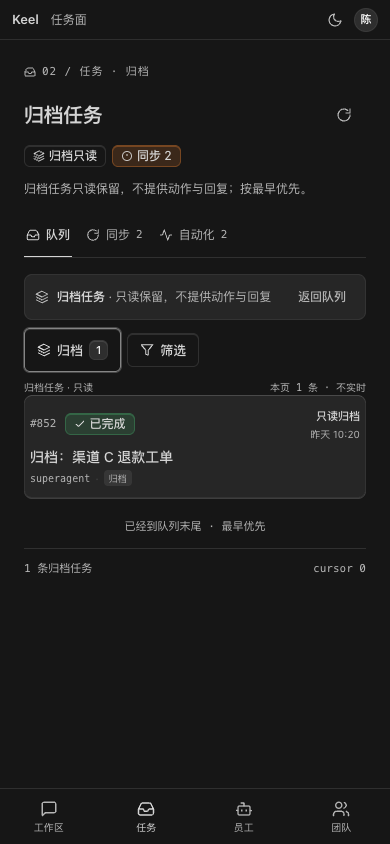 Keel 任务面 陈
02 / 任务 · 归档
归档任务
归档只读 同步 2
归档任务只读保留，不提供动作与回复；按最早优先。
队列 同步 2 自动化 2
归档任务 · 只读保留，不提供动作与回复 返回队列
归档 1 筛选
归档任务 · 只读 本页 1 条 · 不实时
#852 已完成 只读归档
昨天 10:20
归档：渠道 C 退款工单
superagent · 归档
已经到队列末尾 · 最早优先
1 条归档任务 cursor 0
工作区 任务 员工 团队